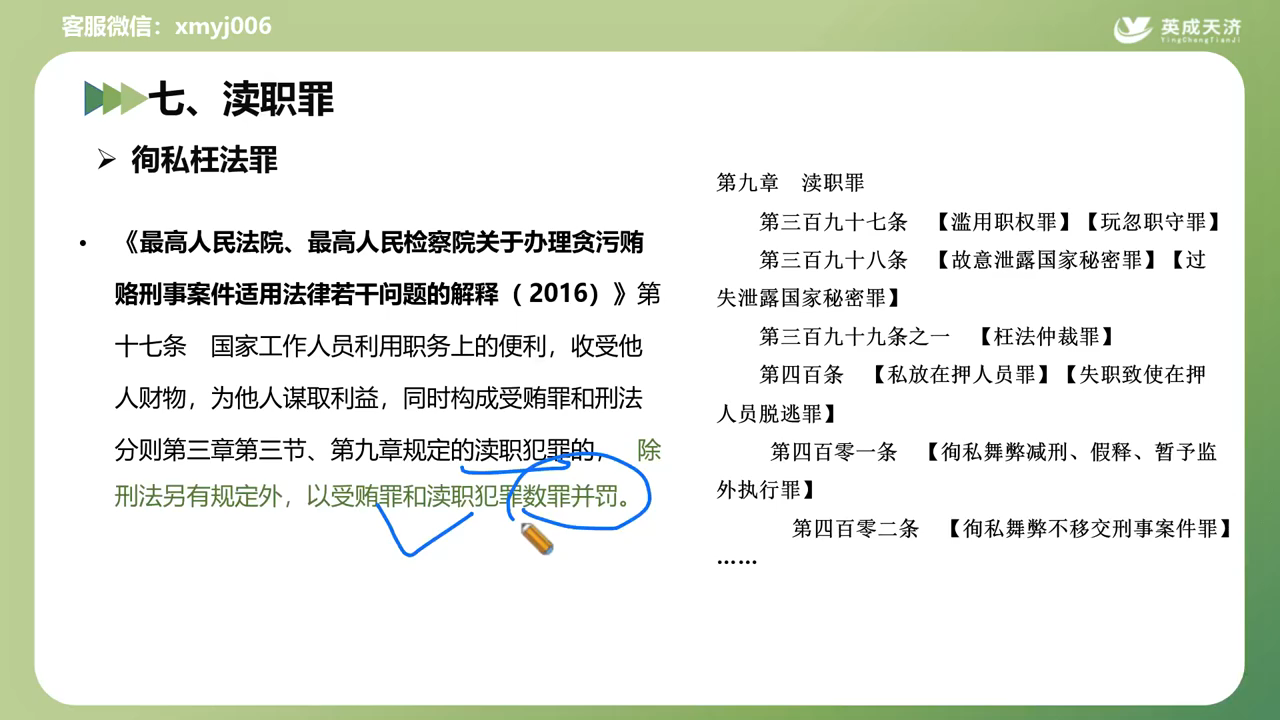 客服微信：xmyj006
英成天济
YingChengTianJi
七、渎职罪
➢ 徇私枉法罪
• 《最高人民法院、最高人民检察院关于办理贪污贿
赂刑事案件适用法律若干问题的解释（2016）》第
十七条　国家工作人员利用职务上的便利，收受他
人财物，为他人谋取利益，同时构成受贿罪和刑法
分则第三章第三节、第九章规定的渎职犯罪的，除
刑法另有规定外，以受贿罪和渎职犯罪数罪并罚。
第九章　渎职罪
第三百九十七条　【滥用职权罪】【玩忽职守罪】
第三百九十八条　【故意泄露国家秘密罪】【过
失泄露国家秘密罪】
第三百九十九条之一　【枉法仲裁罪】
第四百条　【私放在押人员罪】【失职致使在押
人员脱逃罪】
第四百零一条　【徇私舞弊减刑、假释、暂予监
外执行罪】
第四百零二条　【徇私舞弊不移交刑事案件罪】
……